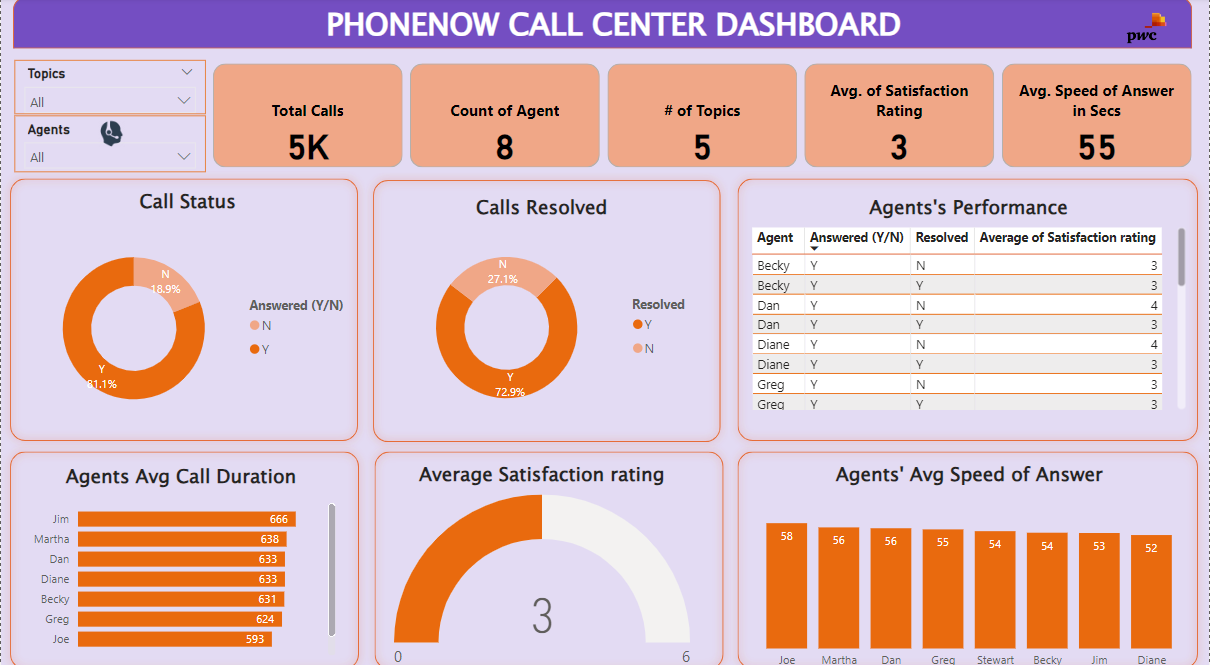 PHONENOW CALL CENTER DASHBOARD
pwc
Topics
All
Agents
All
Total Calls
5K
Count of Agent
8
# of Topics
5
Avg. of Satisfaction
Rating
3
Avg. Speed of Answer
in Secs
55
Call Status
N
18.9%
Y
81.1%
Answered (Y/N)
N
Y
Calls Resolved
N
27.1%
Y
72.9%
Resolved
Y
N
Agents's Performance
Agent Answered (Y/N) Resolved Average of Satisfaction rating
Becky Y N 3
Becky Y Y 3
Dan Y N 4
Dan Y Y 3
Diane Y N 4
Diane Y Y 3
Greg Y N 3
Greg Y Y 3
Agents Avg Call Duration
Jim 666
Martha 638
Dan 633
Diane 633
Becky 631
Greg 624
Joe 593
Average Satisfaction rating
3
0 6
Agents' Avg Speed of Answer
58 56 56 55 54 54 53 52
Joe Martha Dan Greg Stewart Becky Jim Diane